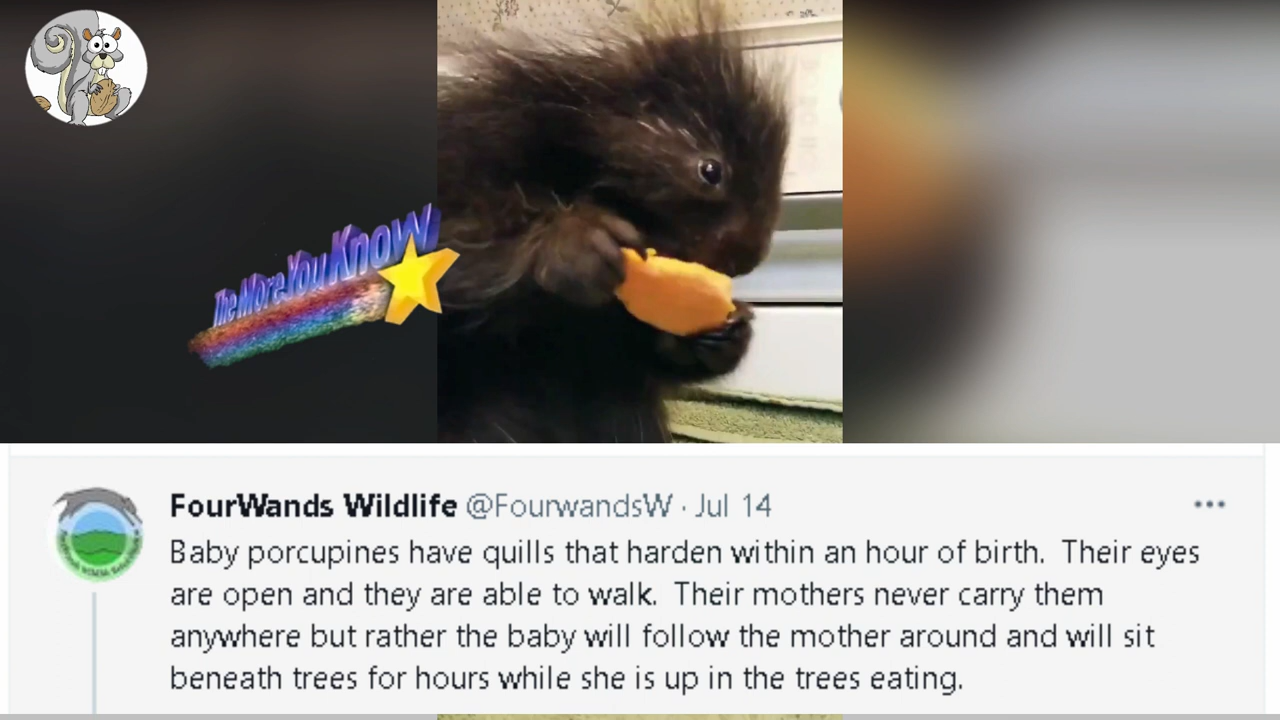 The More You Know
FourWands Wildlife @FourwandsW · Jul 14
Baby porcupines have quills that harden within an hour of birth.  Their eyes
are open and they are able to walk.  Their mothers never carry them
anywhere but rather the baby will follow the mother around and will sit
beneath trees for hours while she is up in the trees eating.